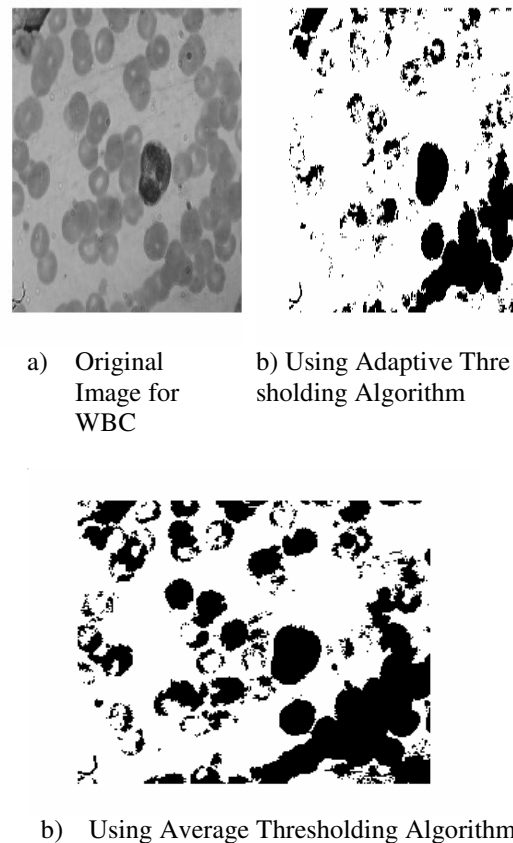 a) Original b) Using Adaptive Thre
Image for sholding Algorithm
WBC
b) Using Average Thresholding Algorithm